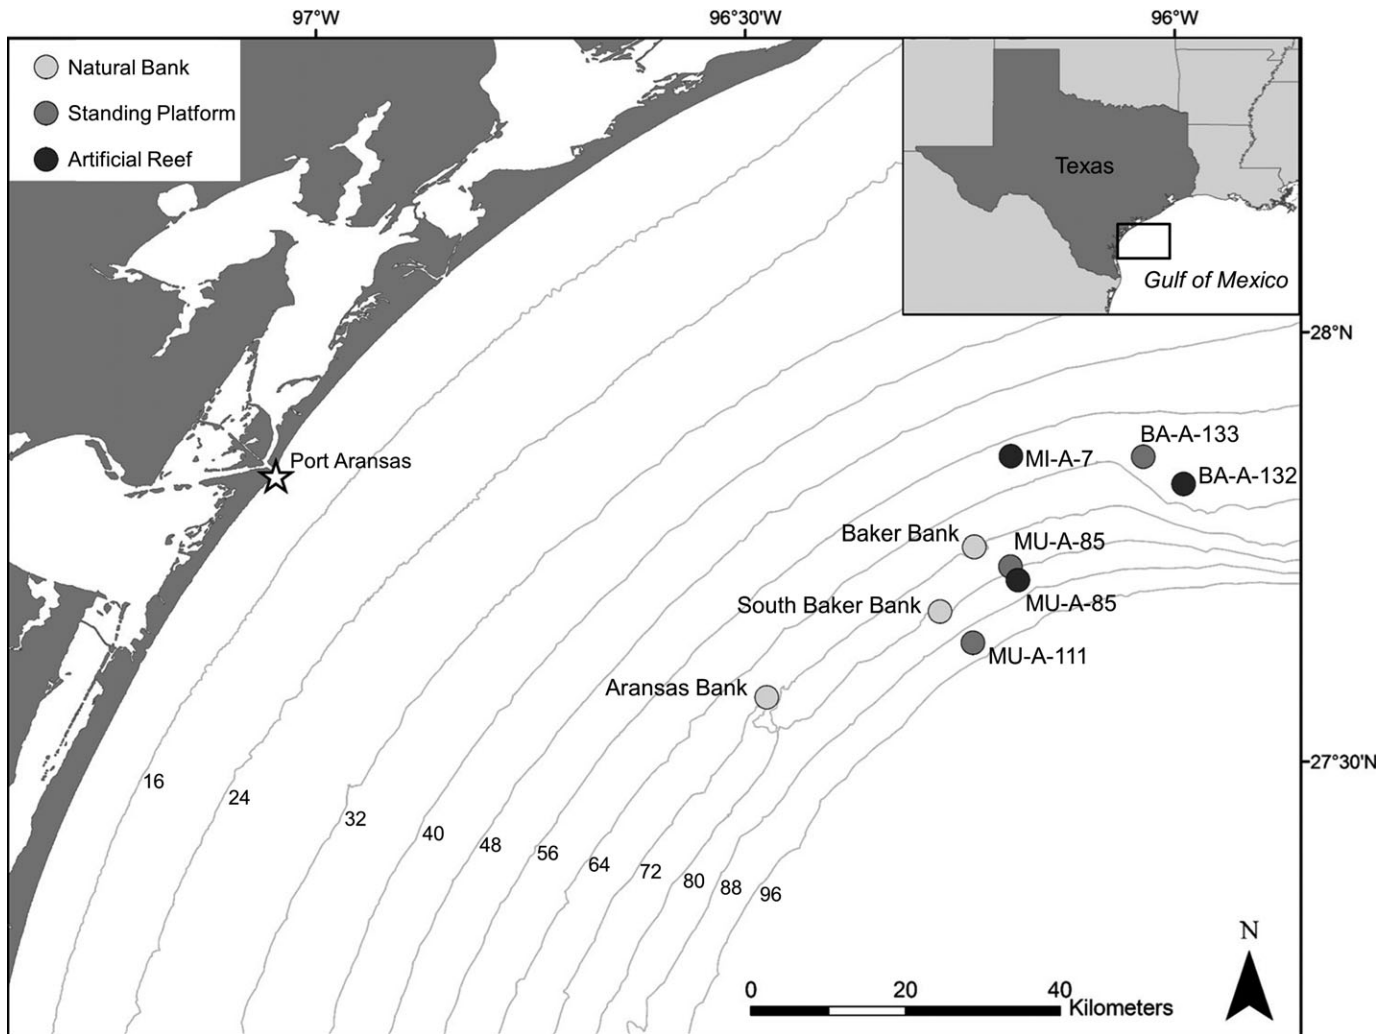 97°W
96°30'W
96°W
Natural Bank
Standing Platform
Artificial Reef
Texas
Gulf of Mexico
28°N
BA-A-133
MI-A-7
BA-A-132
Port Aransas
Baker Bank
MU-A-85
South Baker Bank
MU-A-85
MU-A-111
Aransas Bank
27°30'N
16
24
32
40
48
56
64
72
80
88
96
N
0 20 40
Kilometers